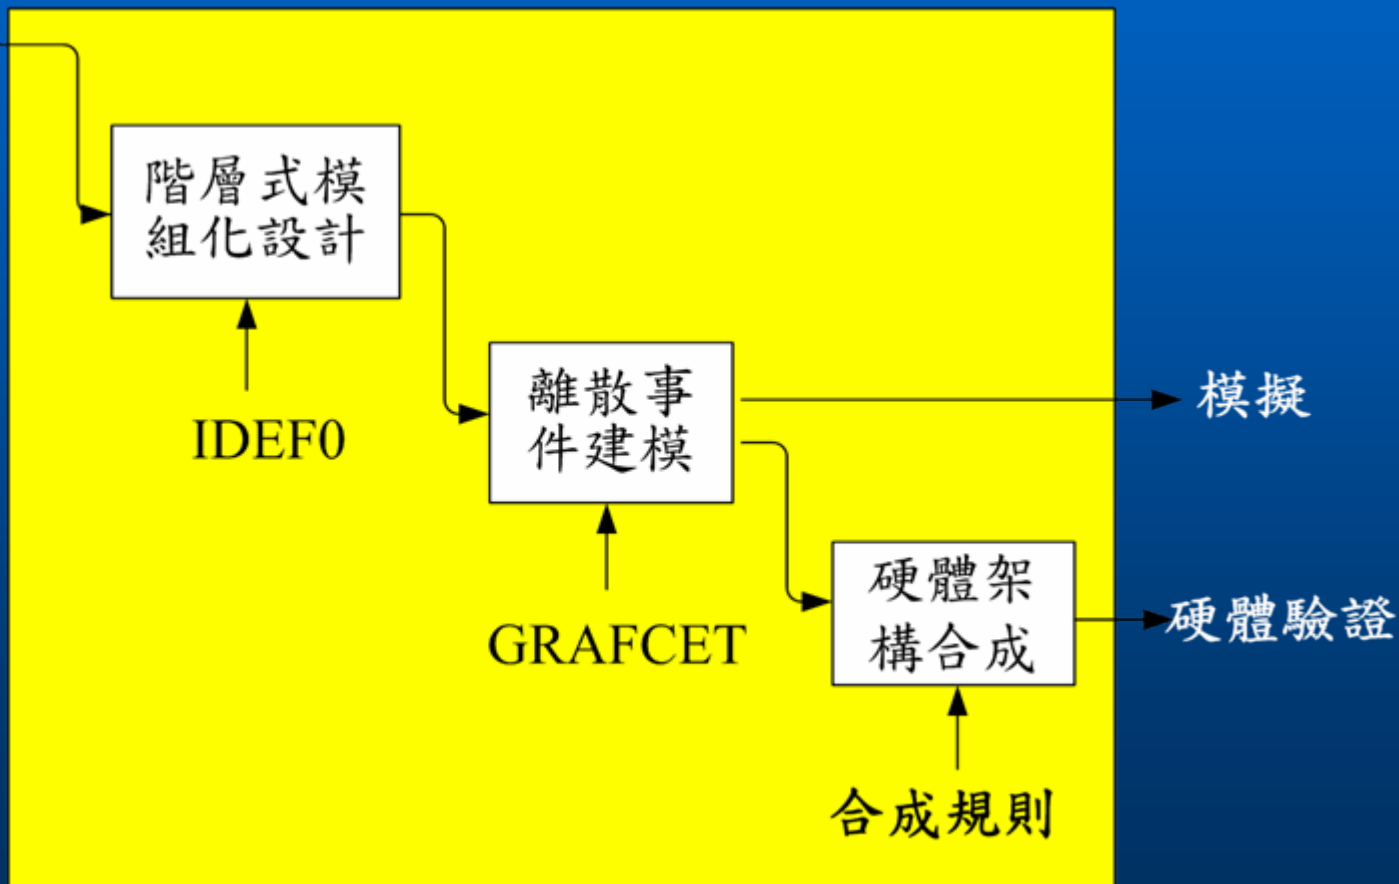 階層式模
組化設計
IDEF0
離散事
件建模
GRAFCET
模擬
硬體架
構合成
硬體驗證
合成規則